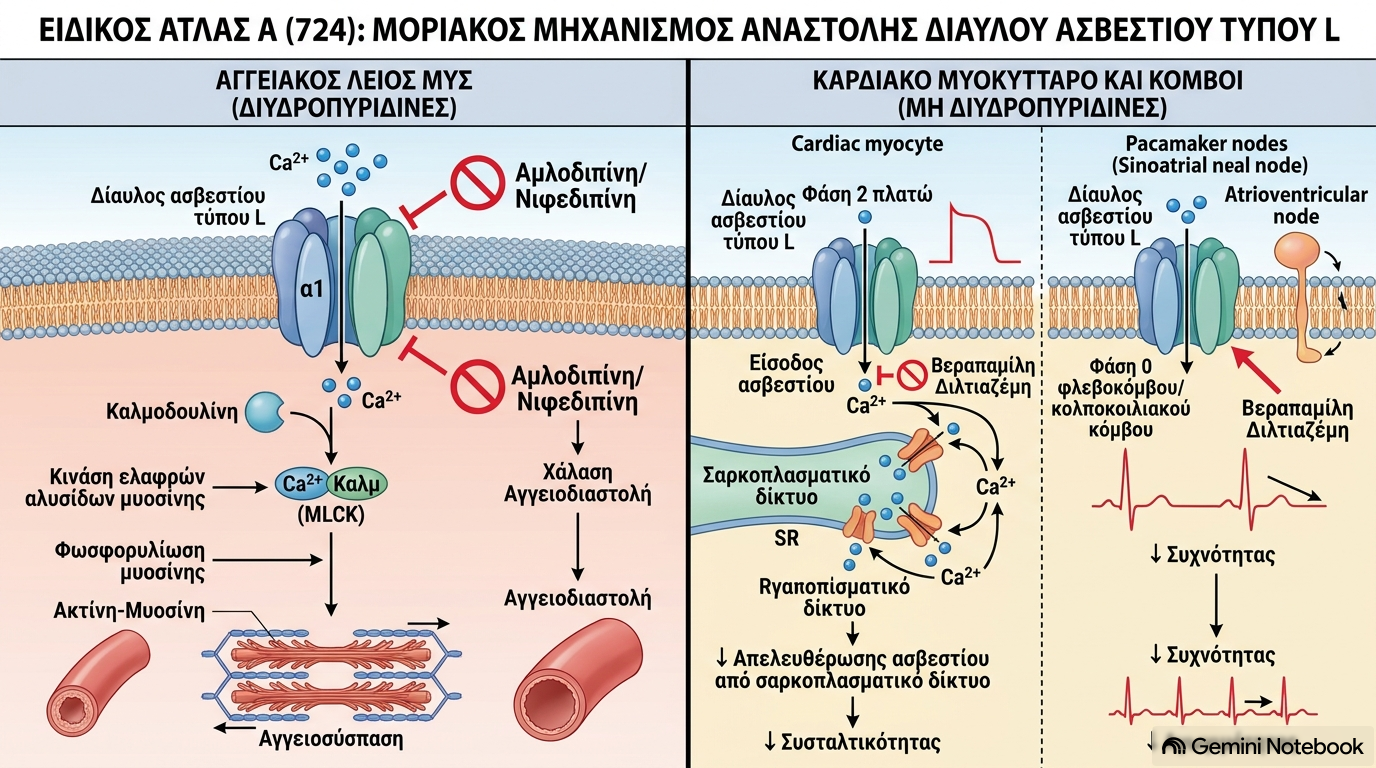 ΕΙΔΙΚΟΣ ΑΤΛΑΣ Α (724): ΜΟΡΙΑΚΟΣ ΜΗΧΑΝΙΣΜΟΣ ΑΝΑΣΤΟΛΗΣ ΔΙΑΥΛΟΥ ΑΣΒΕΣΤΙΟΥ ΤΥΠΟΥ L
ΑΓΓΕΙΑΚΟΣ ΛΕΙΟΣ ΜΥΣ
(ΔΙΥΔΡΟΠΥΡΙΔΙΝΕΣ)
Ca²⁺
Δίαυλος ασβεστίου
τύπου L
Αμλοδιπίνη/
Νιφεδιπίνη
α1
Ca²⁺
Αμλοδιπίνη/
Νιφεδιπίνη
Καλμοδουλίνη
Κινάση ελαφρών
αλυσίδων μυοσίνης
Ca²⁺ Καλμ
(MLCK)
Χάλαση
Αγγειοδιαστολή
Φωσφορυλίωση
μυοσίνης
Ακτίνη-Μυοσίνη
Αγγειοδιαστολή
Αγγειοσύσπαση
ΚΑΡΔΙΑΚΟ ΜΥΟΚΥΤΤΑΡΟ ΚΑΙ ΚΟΜΒΟΙ
(ΜΗ ΔΙΥΔΡΟΠΥΡΙΔΙΝΕΣ)
Cardiac myocyte
Δίαυλος
ασβεστίου
τύπου L
Φάση 2 πλατώ
Είσοδος
ασβεστίου
Ca²⁺
Βεραπαμίλη
Διλτιαζέμη
Σαρκοπλασματικό
δίκτυο
SR
Ca²⁺
Ca²⁺
Rγαποπισματικό
δίκτυο
↓ Απελευθέρωσης ασβεστίου
από σαρκοπλασματικό δίκτυο
↓ Συσταλτικότητας
Pacamaker nodes
(Sinoatrial neal node)
Δίαυλος
ασβεστίου
τύπου L
Atrioventricular
node
Φάση 0
φλεβοκόμβου/
κολποκοιλιακού
κόμβου
Βεραπαμίλη
Διλτιαζέμη
↓ Συχνότητας
↓ Συχνότητας
↓
Gemini Notebook